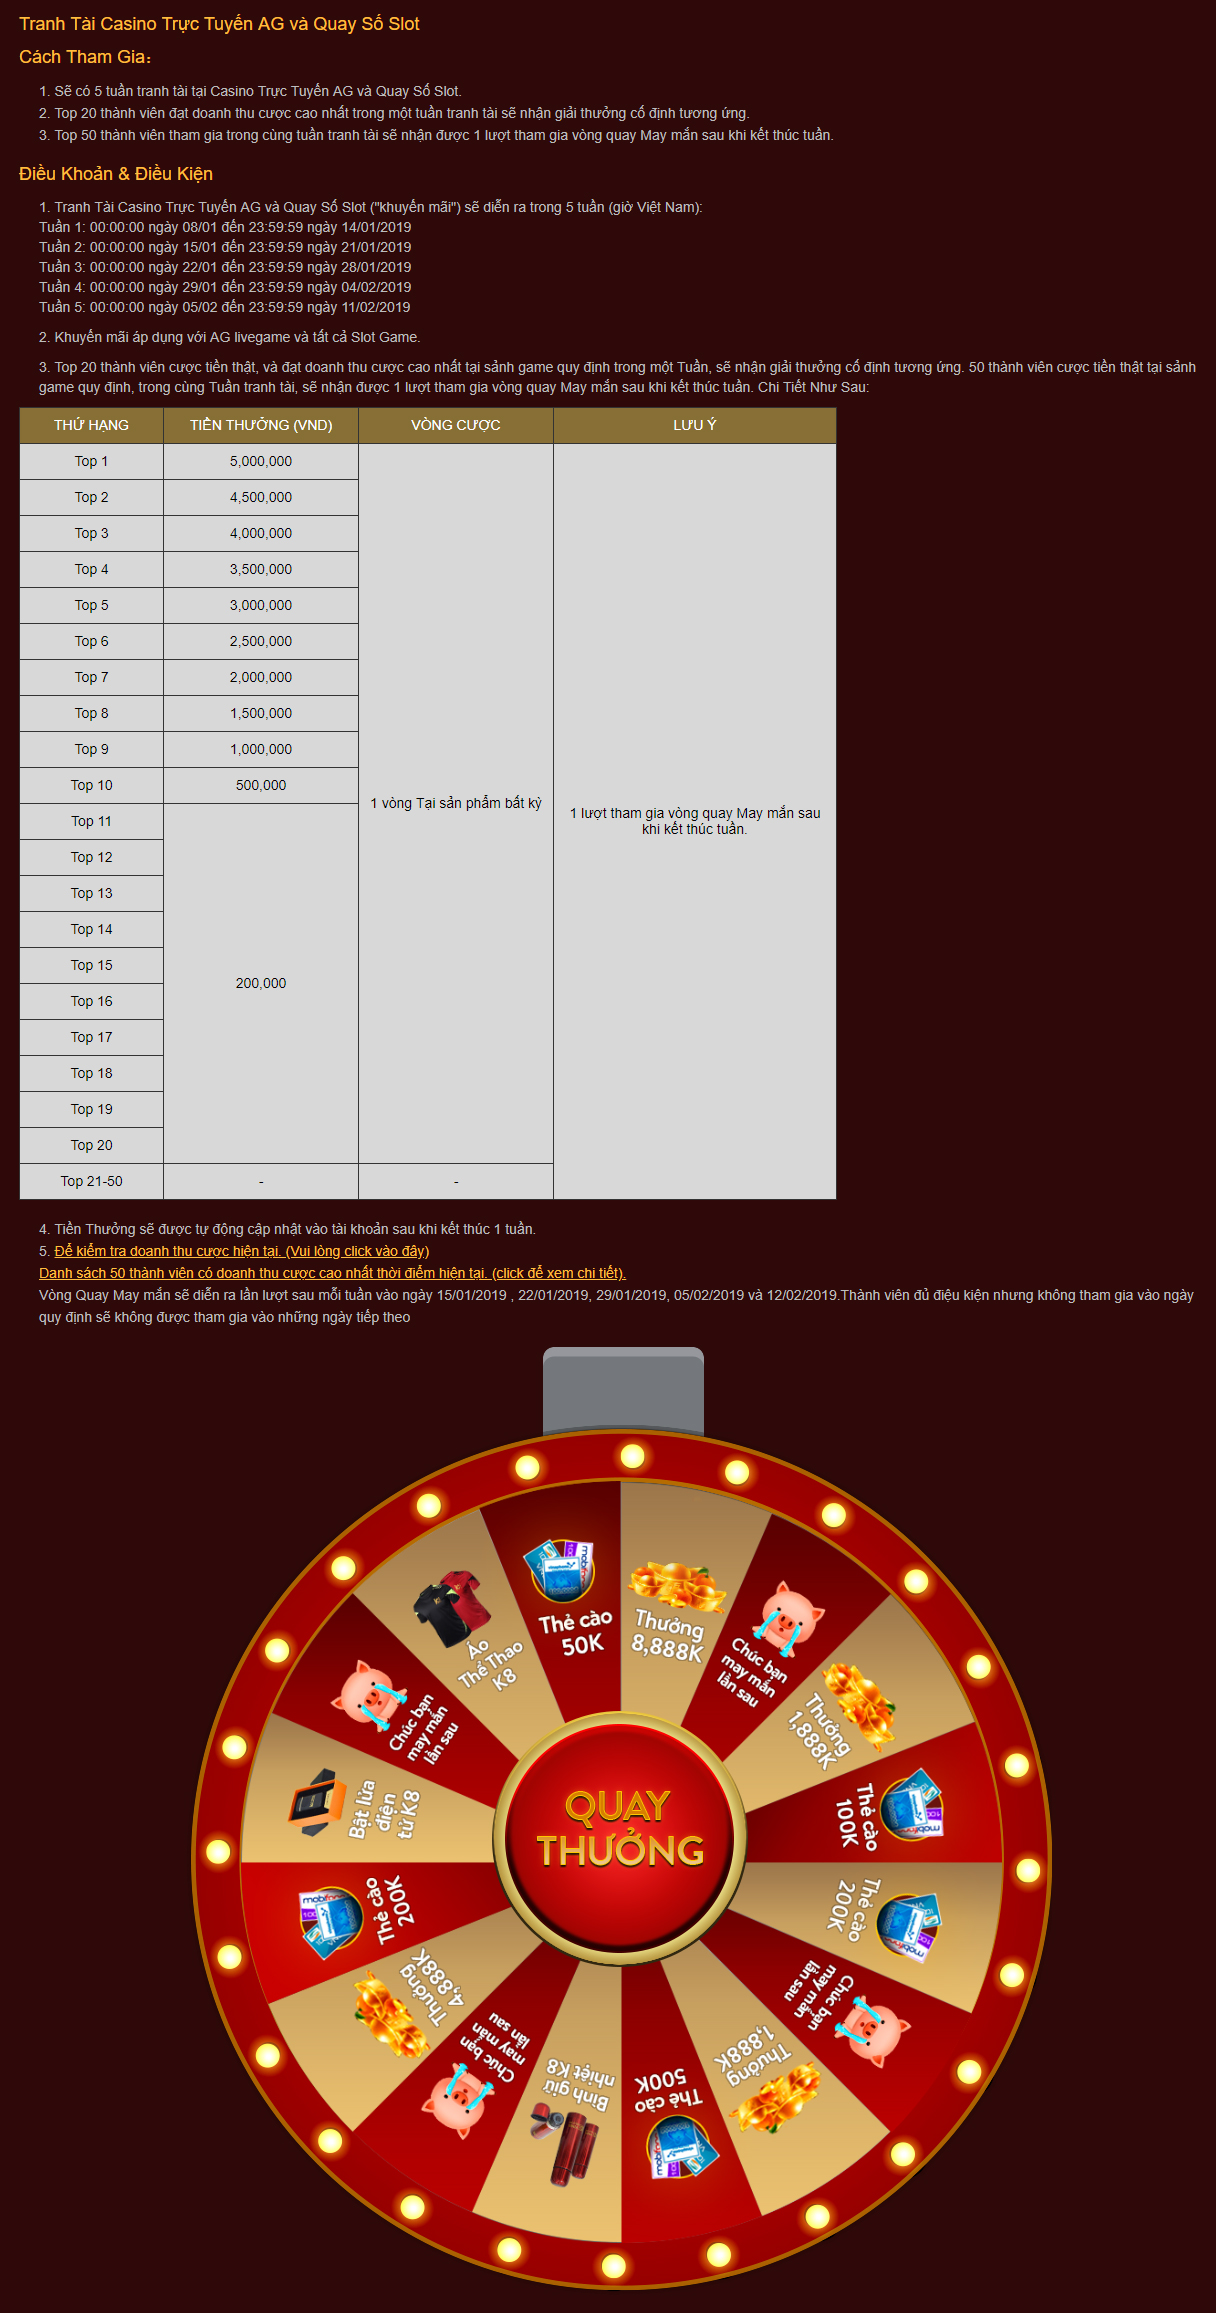 Tranh Tài Casino Trực Tuyến AG và Quay Số Slot
Cách Tham Gia：
1. Sẽ có 5 tuần tranh tài tại Casino Trực Tuyến AG và Quay Số Slot.
2. Top 20 thành viên đạt doanh thu cược cao nhất trong một tuần tranh tài sẽ nhận giải thưởng cố định tương ứng.
3. Top 50 thành viên tham gia trong cùng tuần tranh tài sẽ nhận được 1 lượt tham gia vòng quay May mắn sau khi kết thúc tuần.
Điều Khoản & Điều Kiện
1. Tranh Tài Casino Trực Tuyến AG và Quay Số Slot ("khuyến mãi") sẽ diễn ra trong 5 tuần (giờ Việt Nam):
Tuần 1: 00:00:00 ngày 08/01 đến 23:59:59 ngày 14/01/2019
Tuần 2: 00:00:00 ngày 15/01 đến 23:59:59 ngày 21/01/2019
Tuần 3: 00:00:00 ngày 22/01 đến 23:59:59 ngày 28/01/2019
Tuần 4: 00:00:00 ngày 29/01 đến 23:59:59 ngày 04/02/2019
Tuần 5: 00:00:00 ngày 05/02 đến 23:59:59 ngày 11/02/2019
2. Khuyến mãi áp dụng với AG livegame và tất cả Slot Game.
3. Top 20 thành viên cược tiền thật, và đạt doanh thu cược cao nhất tại sảnh game quy định trong một Tuần, sẽ nhận giải thưởng cố định tương ứng. 50 thành viên cược tiền thật tại sảnh
game quy định, trong cùng Tuần tranh tài, sẽ nhận được 1 lượt tham gia vòng quay May mắn sau khi kết thúc tuần. Chi Tiết Như Sau:
THỨ HẠNG TIỀN THƯỞNG (VND) VÒNG CƯỢC LƯU Ý
Top 1 5,000,000
Top 2 4,500,000
Top 3 4,000,000
Top 4 3,500,000
Top 5 3,000,000
Top 6 2,500,000
Top 7 2,000,000
Top 8 1,500,000
Top 9 1,000,000
Top 10 500,000
1 vòng Tại sản phẩm bất kỳ
1 lượt tham gia vòng quay May mắn sau
khi kết thúc tuần.
Top 11
Top 12
Top 13
Top 14
Top 15
200,000
Top 16
Top 17
Top 18
Top 19
Top 20
Top 21-50 - -
4. Tiền Thưởng sẽ được tự động cập nhật vào tài khoản sau khi kết thúc 1 tuần.
5. Để kiểm tra doanh thu cược hiện tại. (Vui lòng click vào đây)
Danh sách 50 thành viên có doanh thu cược cao nhất thời điểm hiện tại. (click để xem chi tiết).
Vòng Quay May mắn sẽ diễn ra lần lượt sau mỗi tuần vào ngày 15/01/2019 , 22/01/2019, 29/01/2019, 05/02/2019 và 12/02/2019.Thành viên đủ điệu kiện nhưng không tham gia vào ngày
quy định sẽ không được tham gia vào những ngày tiếp theo
Thưởng
8,888K
Chúc bạn
may mắn
lần sau
Thưởng
1,888K
Thẻ cào
100K
Thẻ cào
200K
Chúc bạn
may mắn
lần sau
Thưởng
1,888K
Thẻ cào
500K
Bình giữ
nhiệt K8
Chúc bạn
may mắn
lần sau
Thưởng
4,888K
Thẻ cào
200K
Bật lửa
điện
tử K8
Chúc bạn
may mắn
lần sau
Áo
Thể Thao
K8
Thẻ cào
50K
QUAY
THƯỞNG